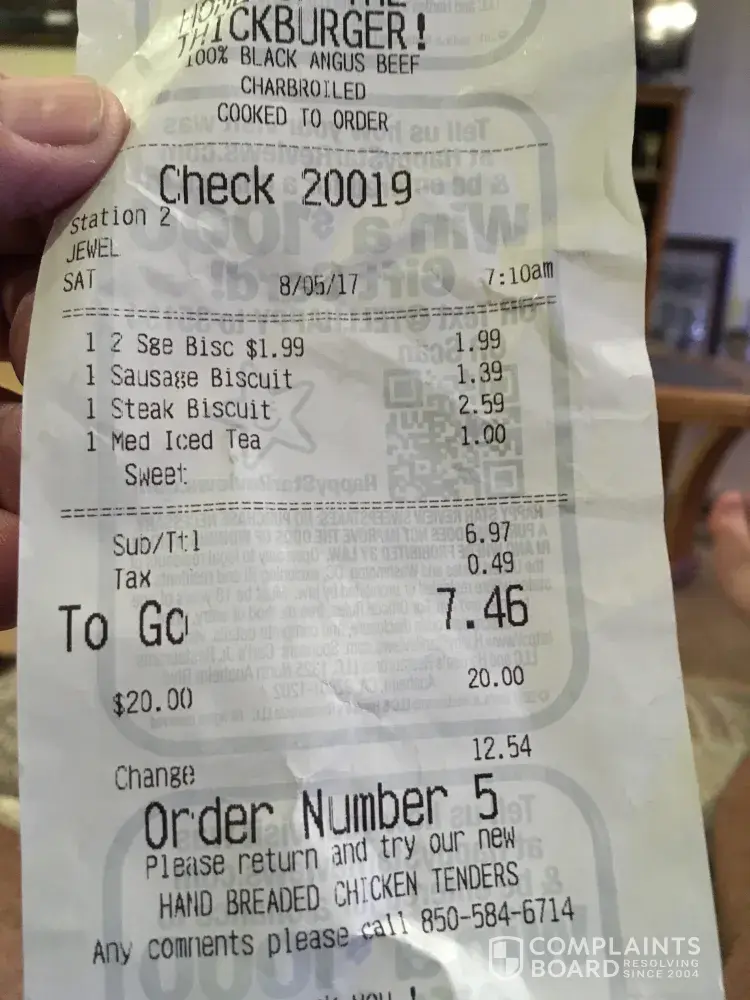 HOME OF THE
THICKBURGER!
100% BLACK ANGUS BEEF
CHARBROILED
COOKED TO ORDER
Check 20019
Station 2
JEWEL
SAT 8/05/17 7:10am
1 2 Sge Bisc $1.99 1.99
1 Sausage Biscuit 1.39
1 Steak Biscuit 2.59
1 Med Iced Tea 1.00
Sweet
Sub/Ttl 6.97
Tax 0.49
To Go 7.46
$20.00 20.00
Change 12.54
Order Number 5
Please return and try our new
HAND BREADED CHICKEN TENDERS
Any comments please call 850-584-6714
COMPLAINTS
BOARD RESOLVING
SINCE 2004